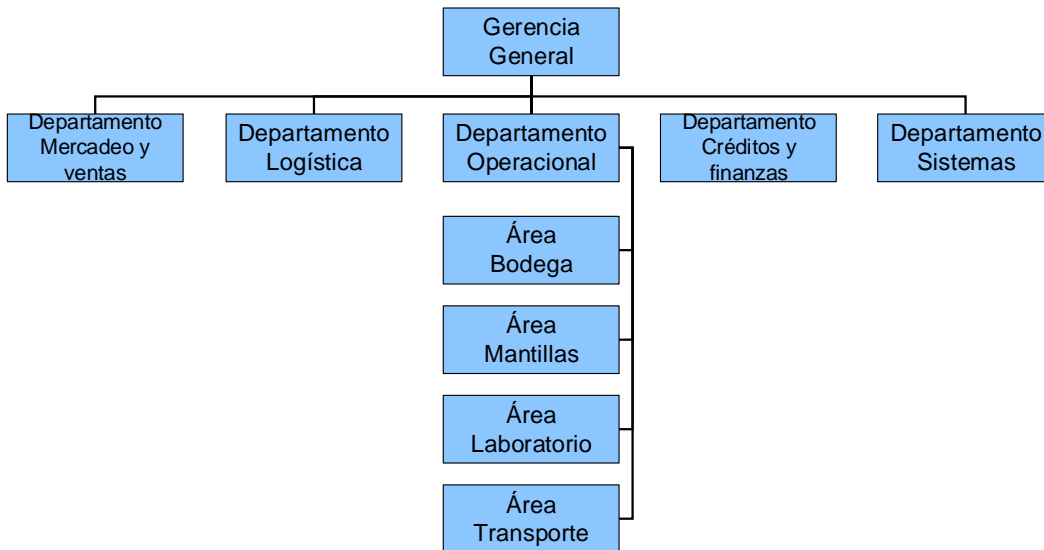 Gerencia
General
Departamento
Mercadeo y
ventas
Departamento
Logística
Departamento
Operacional
Departamento
Créditos y
finanzas
Departamento
Sistemas
Área
Bodega
Área
Mantillas
Área
Laboratorio
Área
Transporte